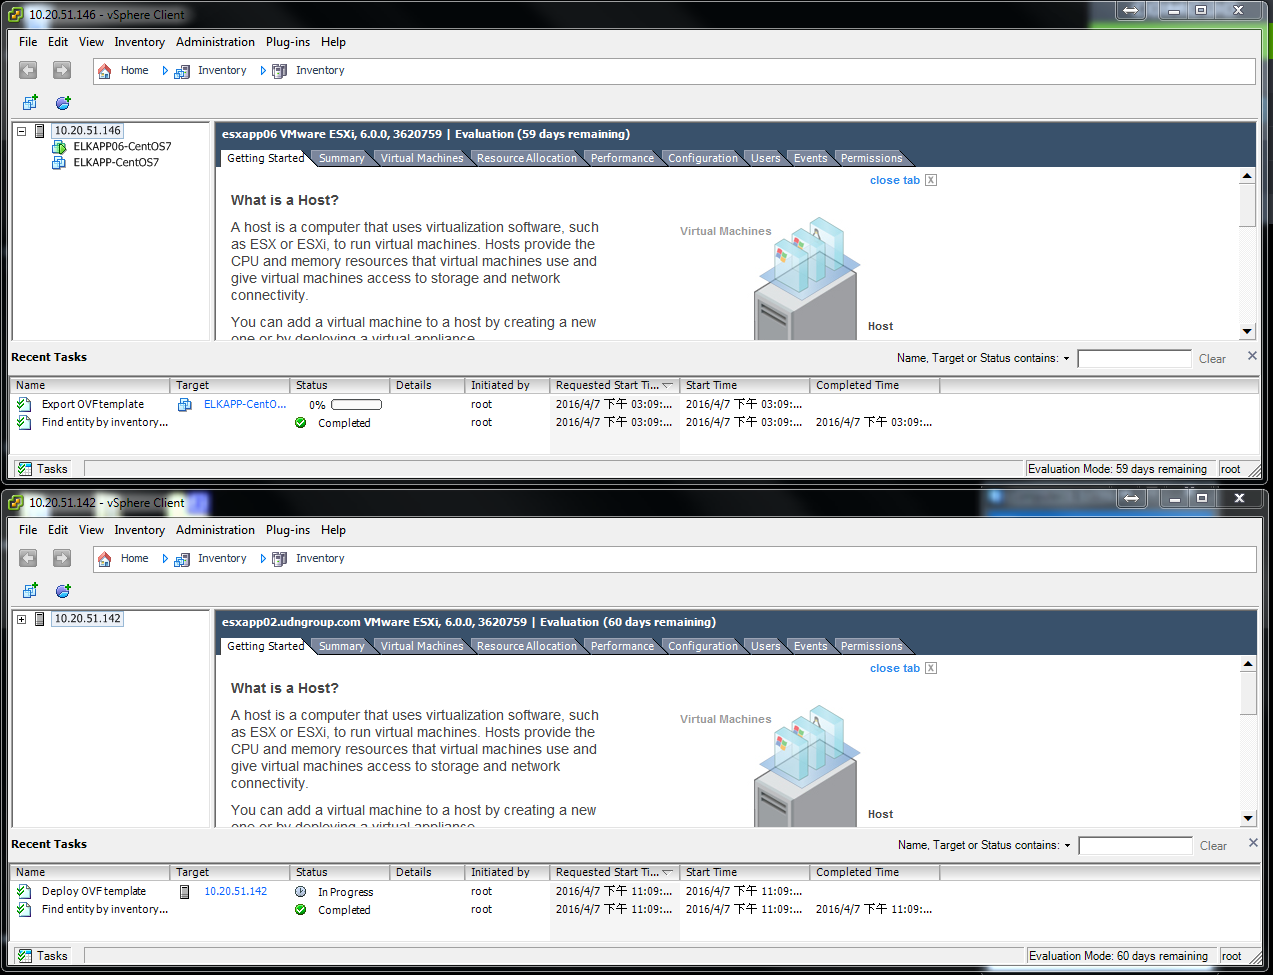 10.20.51.146 - vSphere Client
File Edit View Inventory Administration Plug-ins Help
Home Inventory Inventory
10.20.51.146
ELKAPP06-CentOS7
ELKAPP-CentOS7
esxapp06 VMware ESXi, 6.0.0, 3620759 | Evaluation (59 days remaining)
Getting Started Summary Virtual Machines Resource Allocation Performance Configuration Users Events Permissions
close tab X
What is a Host?
A host is a computer that uses virtualization software, such
as ESX or ESXi, to run virtual machines. Hosts provide the
CPU and memory resources that virtual machines use and
give virtual machines access to storage and network
connectivity.
You can add a virtual machine to a host by creating a new
one or by deploying a virtual appliance.
Virtual Machines
Host
Recent Tasks
Name, Target or Status contains: Clear
Name Target Status Details Initiated by Requested Start Ti... Start Time Completed Time
Export OVF template ELKAPP-CentO... 0% root 2016/4/7 下午 03:09:... 2016/4/7 下午 03:09:...
Find entity by inventory... Completed root 2016/4/7 下午 03:09:... 2016/4/7 下午 03:09:... 2016/4/7 下午 03:09:...
Tasks Evaluation Mode: 59 days remaining root
10.20.51.142 - vSphere Client
File Edit View Inventory Administration Plug-ins Help
Home Inventory Inventory
10.20.51.142
esxapp02.udngroup.com VMware ESXi, 6.0.0, 3620759 | Evaluation (60 days remaining)
Getting Started Summary Virtual Machines Resource Allocation Performance Configuration Users Events Permissions
close tab X
What is a Host?
A host is a computer that uses virtualization software, such
as ESX or ESXi, to run virtual machines. Hosts provide the
CPU and memory resources that virtual machines use and
give virtual machines access to storage and network
connectivity.
You can add a virtual machine to a host by creating a new
one or by deploying a virtual appliance.
Virtual Machines
Host
Recent Tasks
Name, Target or Status contains: Clear
Name Target Status Details Initiated by Requested Start Ti... Start Time Completed Time
Deploy OVF template 10.20.51.142 In Progress root 2016/4/7 下午 11:09:... 2016/4/7 下午 11:09:...
Find entity by inventory... Completed root 2016/4/7 下午 11:09:... 2016/4/7 下午 11:09:... 2016/4/7 下午 11:09:...
Tasks Evaluation Mode: 60 days remaining root